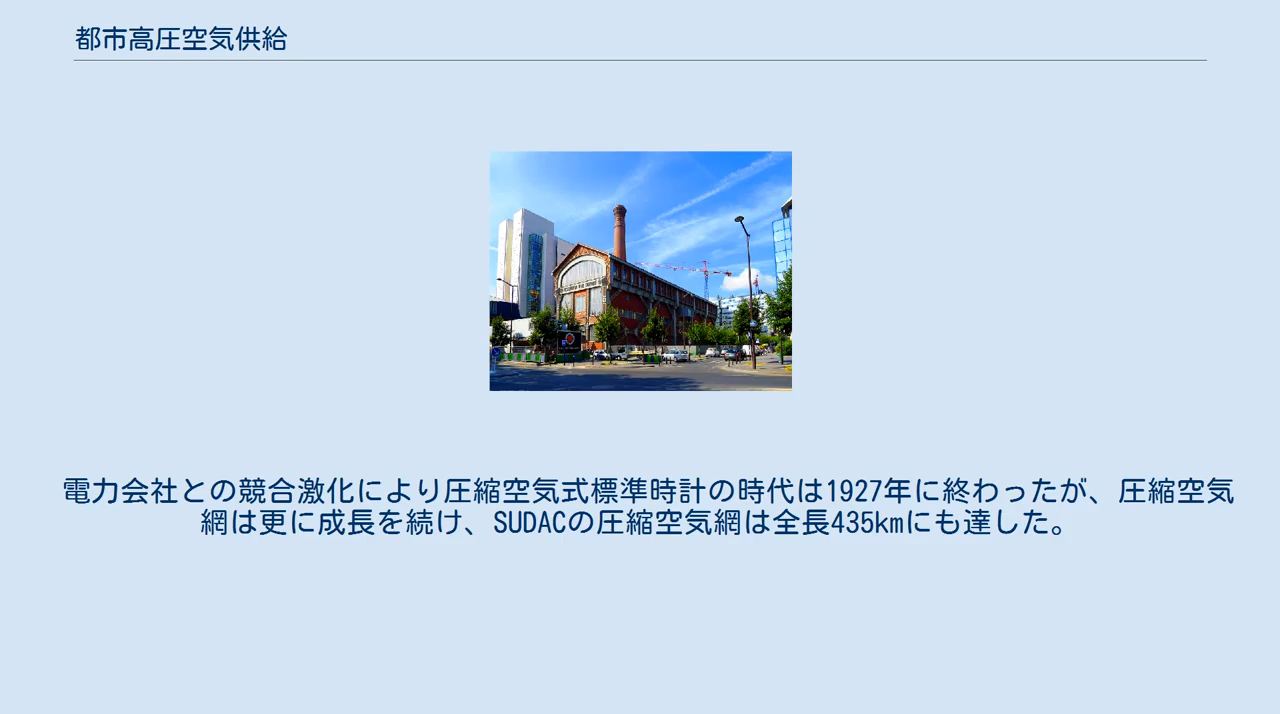 都市高圧空気供給
電力会社との競合激化により圧縮空気式標準時計の時代は1927年に終わったが、圧縮空気
網は更に成長を続け、SUDACの圧縮空気網は全長435kmにも達した。